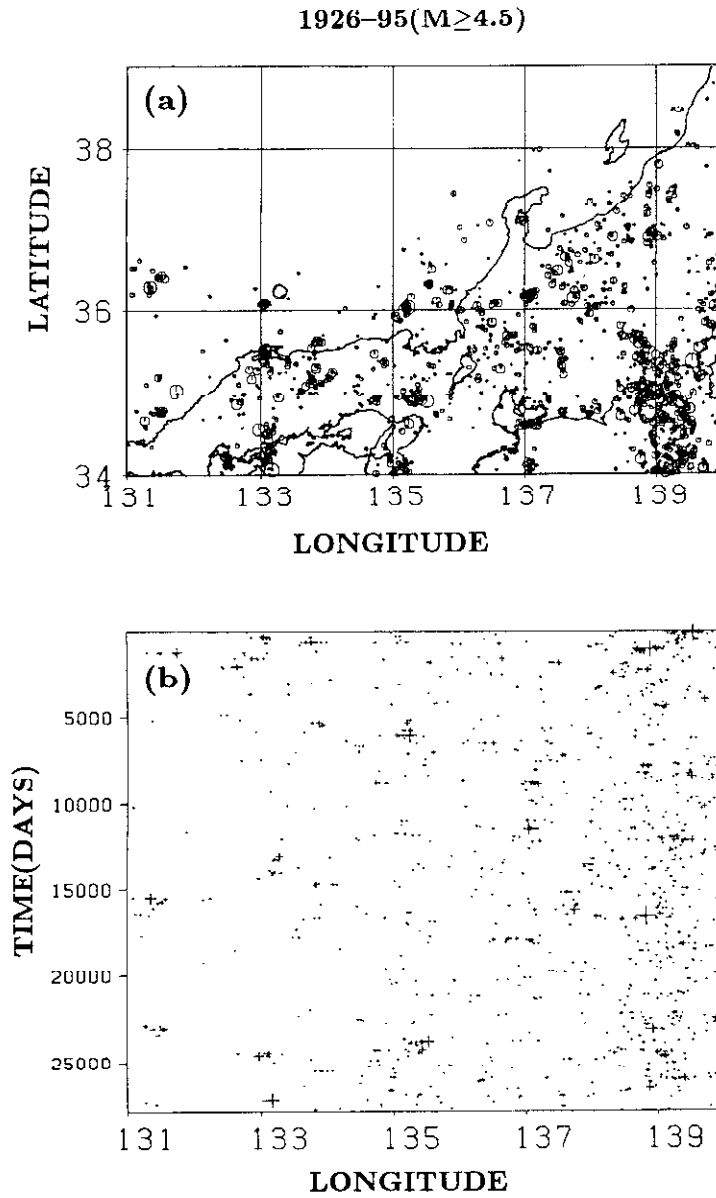 1926–95(M≥4.5)
(a)
LATITUDE
38
36
34
131 133 135 137 139
LONGITUDE
(b)
TIME(DAYS)
5000
10000
15000
20000
25000
131 133 135 137 139
LONGITUDE